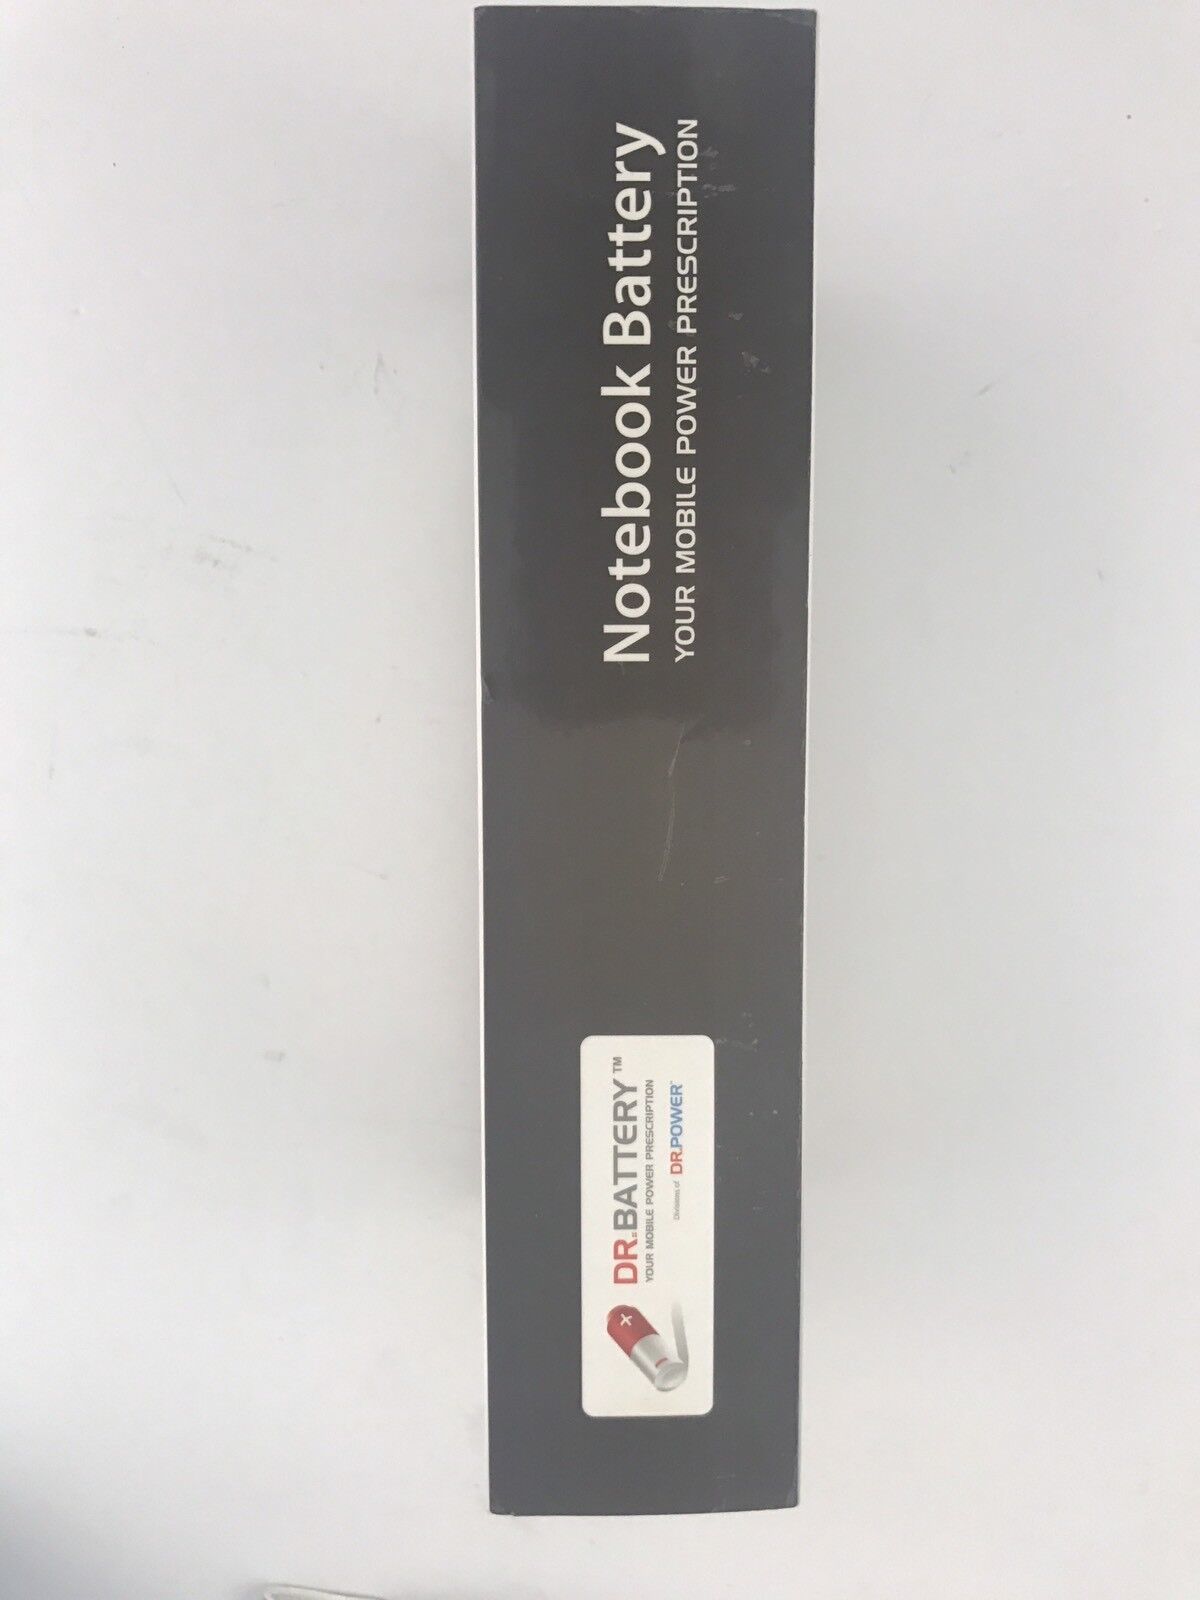 DR.BATTERY™
YOUR MOBILE POWER PRESCRIPTION
Divisions of DR.POWER
Notebook Battery
YOUR MOBILE POWER PRESCRIPTION